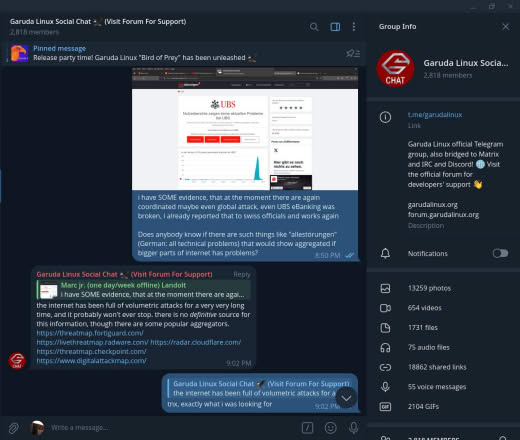 Garuda Linux Social Chat (Visit Forum For Support)
2,818 members
Pinned message
Release party time! Garuda Linux "Bird of Prey" has been unleashed
UBS
Nutzerberichte zeigen keine aktuellen Probleme
bei UBS
i have SOME evidence, that at the moment there are again
coordinated maybe even global attack, even UBS eBanking was
broken, i already reported that to swiss officials and works again
Does anybody know if there are such things like "allestörungen"
(German: all technical problems) that would show aggregated if
bigger parts of internet has problems?
8:50 PM
Garuda Linux Social Chat (Visit Forum For Support)
Reply
Marc jr. (one day/week offline) Landolt
i have SOME evidence, that at the moment there are agai...
the internet has been full of volumetric attacks for a very very long
time, and it probably won't ever stop. there is no definitive source for
this information, though there are some popular aggregators.
https://threatmap.fortiguard.com/
https://livethreatmap.radware.com/ https://radar.cloudflare.com/
https://threatmap.checkpoint.com/
https://www.digitalattackmap.com/
9:02 PM
Garuda Linux Social Chat (Visit Forum For Support)
the internet has been full of volumetric attacks for a
tnx, exactly what i was looking for
9:02 PM
Write a message...
Group Info
Garuda Linux Socia...
2,818 members
CHAT
t.me/garudalinux
Link
Garuda Linux official Telegram
group, also bridged to Matrix
and IRC and Discord Visit
the official forum for
developers' support
garudalinux.org
forum.garudalinux.org
Description
Notifications
13259 photos
654 videos
1731 files
75 audio files
18862 shared links
55 voice messages
GIF 2104 GIFs